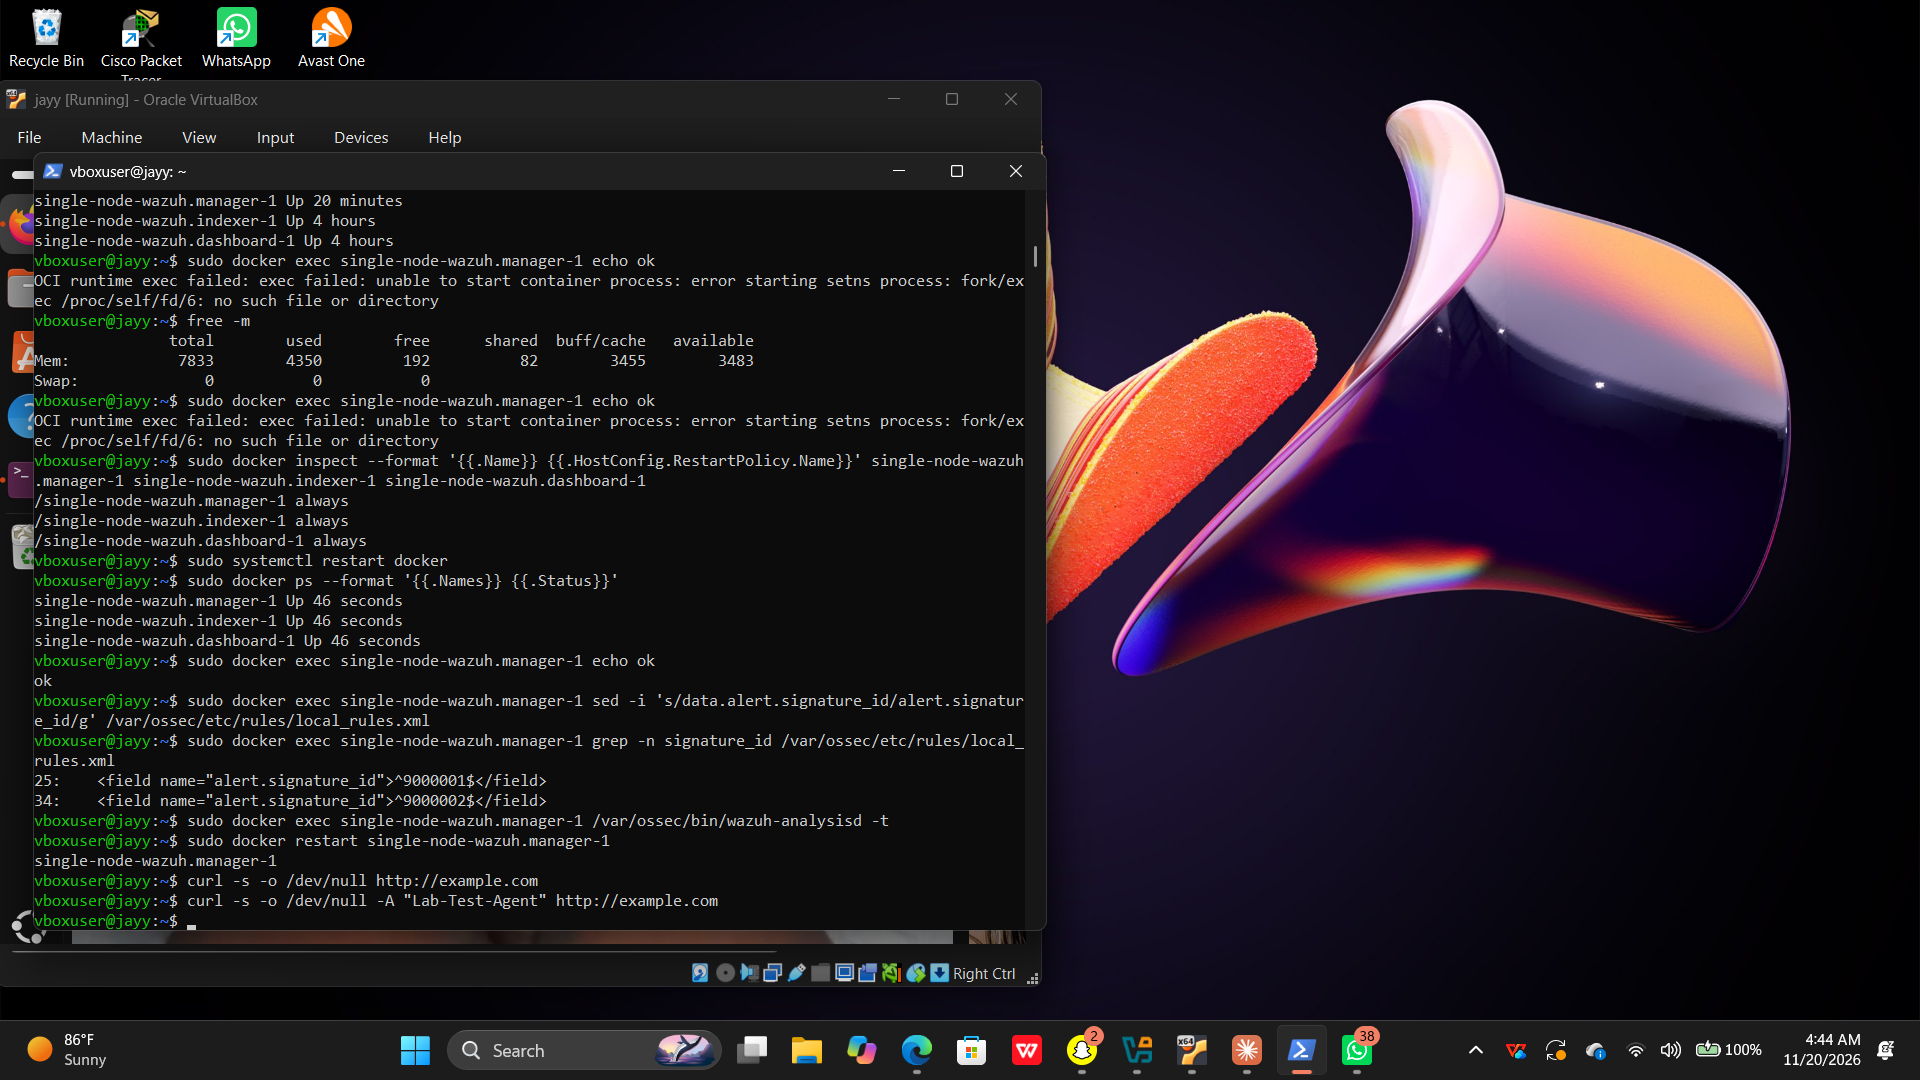 Recycle Bin
Cisco Packet
Tracer
WhatsApp
Avast One
jayy [Running] - Oracle VirtualBox
File Machine View Input Devices Help
vboxuser@jayy: ~
single-node-wazuh.manager-1 Up 20 minutes
single-node-wazuh.indexer-1 Up 4 hours
single-node-wazuh.dashboard-1 Up 4 hours
vboxuser@jayy:~$ sudo docker exec single-node-wazuh.manager-1 echo ok
OCI runtime exec failed: exec failed: unable to start container process: error starting setns process: fork/ex
ec /proc/self/fd/6: no such file or directory
vboxuser@jayy:~$ free -m
total used free shared buff/cache available
Mem: 7833 4350 192 82 3455 3483
Swap: 0 0 0
vboxuser@jayy:~$ sudo docker exec single-node-wazuh.manager-1 echo ok
OCI runtime exec failed: exec failed: unable to start container process: error starting setns process: fork/ex
ec /proc/self/fd/6: no such file or directory
vboxuser@jayy:~$ sudo docker inspect --format '{{.Name}} {{.HostConfig.RestartPolicy.Name}}' single-node-wazuh
.manager-1 single-node-wazuh.indexer-1 single-node-wazuh.dashboard-1
/single-node-wazuh.manager-1 always
/single-node-wazuh.indexer-1 always
/single-node-wazuh.dashboard-1 always
vboxuser@jayy:~$ sudo systemctl restart docker
vboxuser@jayy:~$ sudo docker ps --format '{{.Names}} {{.Status}}'
single-node-wazuh.manager-1 Up 46 seconds
single-node-wazuh.indexer-1 Up 46 seconds
single-node-wazuh.dashboard-1 Up 46 seconds
vboxuser@jayy:~$ sudo docker exec single-node-wazuh.manager-1 echo ok
ok
vboxuser@jayy:~$ sudo docker exec single-node-wazuh.manager-1 sed -i 's/data.alert.signature_id/alert.signatur
e_id/g' /var/ossec/etc/rules/local_rules.xml
vboxuser@jayy:~$ sudo docker exec single-node-wazuh.manager-1 grep -n signature_id /var/ossec/etc/rules/local_
rules.xml
25: <field name="alert.signature_id">^9000001$</field>
34: <field name="alert.signature_id">^9000002$</field>
vboxuser@jayy:~$ sudo docker exec single-node-wazuh.manager-1 /var/ossec/bin/wazuh-analysisd -t
vboxuser@jayy:~$ sudo docker restart single-node-wazuh.manager-1
single-node-wazuh.manager-1
vboxuser@jayy:~$ curl -s -o /dev/null http://example.com
vboxuser@jayy:~$ curl -s -o /dev/null -A "Lab-Test-Agent" http://example.com
vboxuser@jayy:~$
Right Ctrl
86°F
Sunny
Search
2
38
100%
4:44 AM
11/20/2026